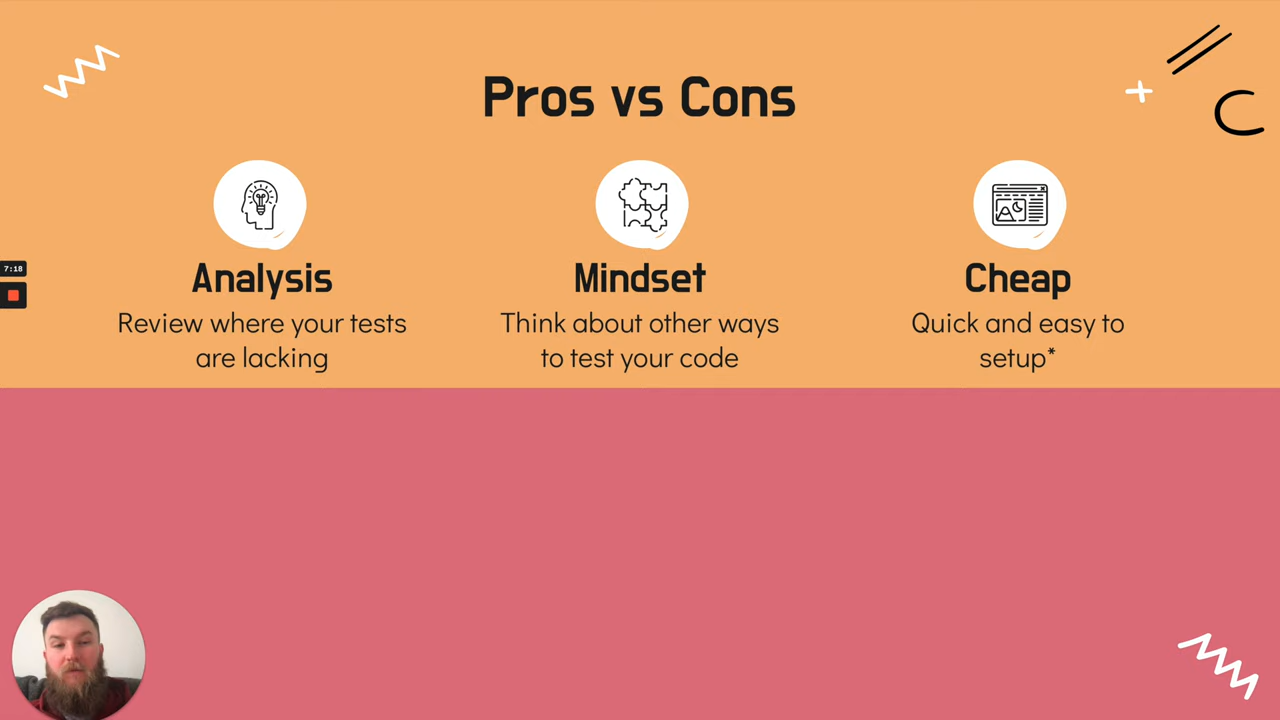 Pros vs Cons
Analysis
Review where your tests
are lacking
Mindset
Think about other ways
to test your code
Cheap
Quick and easy to
setup*
7:18